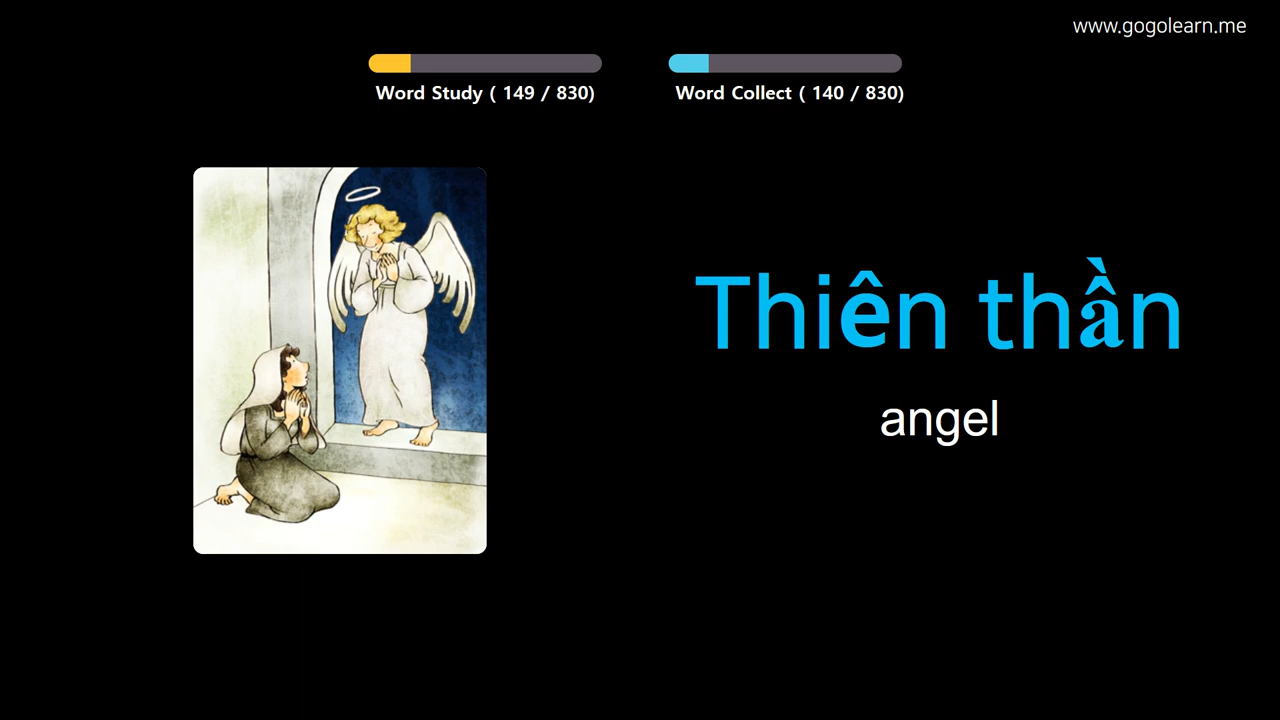 www.gogolearn.me
Word Study ( 149 / 830)
Word Collect ( 140 / 830)
Thiên thần
angel